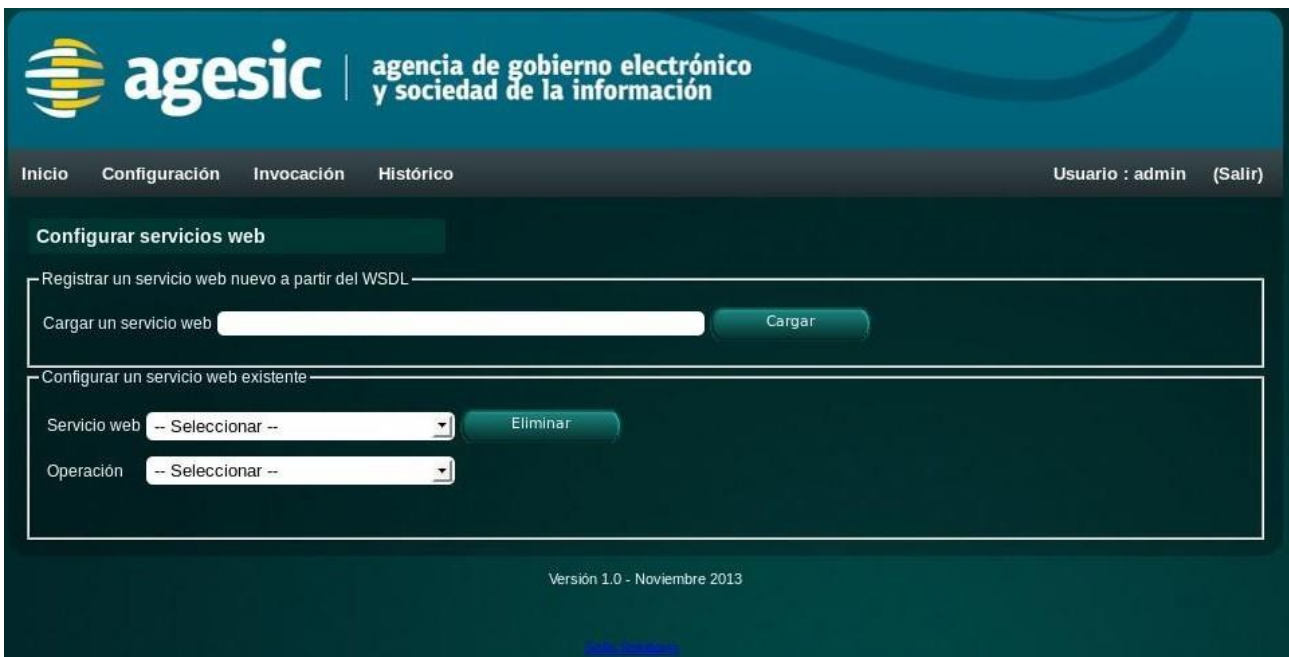 agesic
agencia de gobierno electrónico
y sociedad de la información
Inicio Configuración Invocación Histórico Usuario : admin (Salir)
Configurar servicios web
Registrar un servicio web nuevo a partir del WSDL
Cargar un servicio web Cargar
Configurar un servicio web existente
Servicio web -- Seleccionar -- Eliminar
Operación -- Seleccionar --
Versión 1.0 - Noviembre 2013